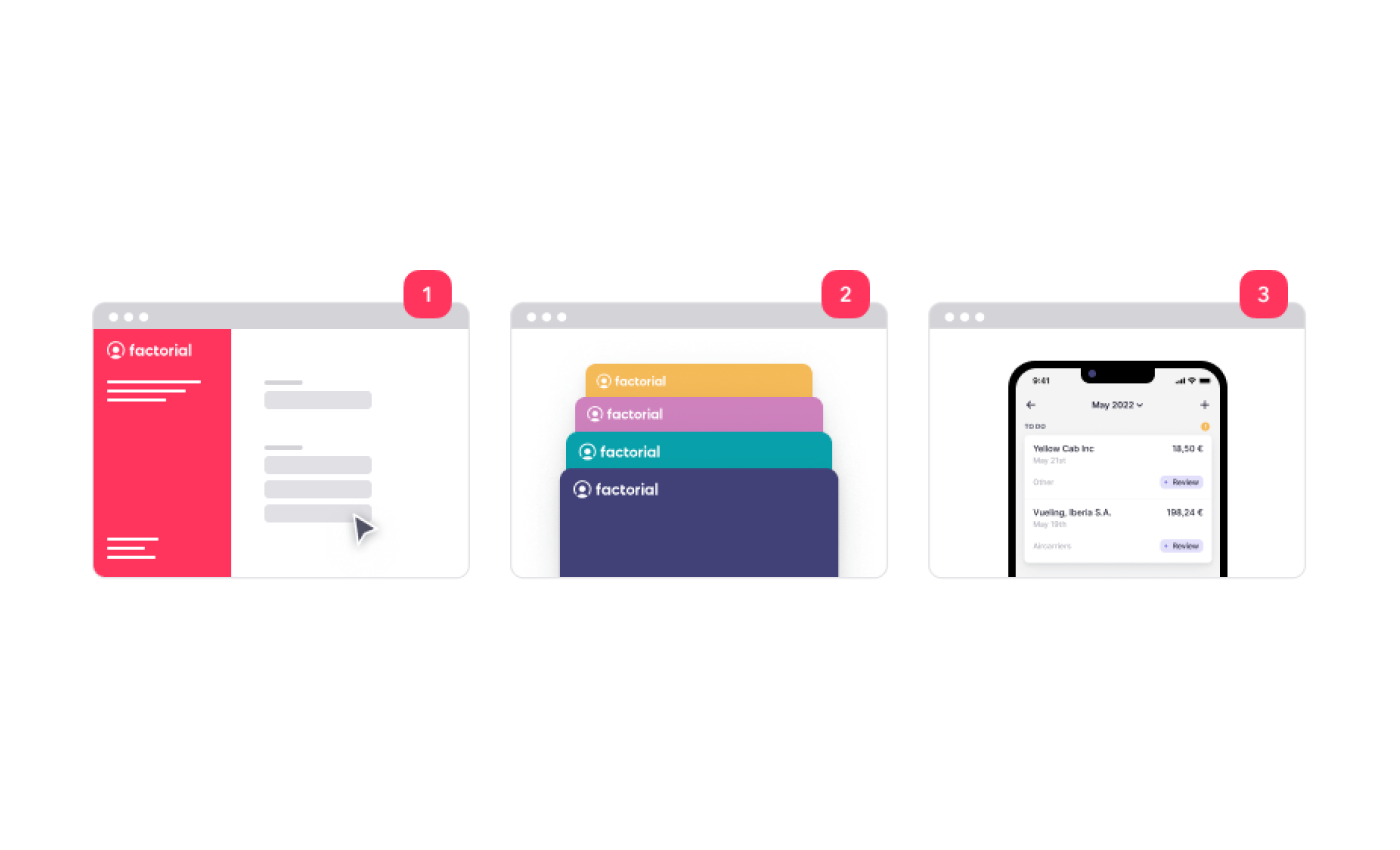 1
factorial
2
factorial
factorial
factorial
factorial
3
9:41
May 2022
TO DO
Yellow Cab Inc 18,50 €
May 21st
Other + Review
Vueling, Iberia S.A. 198,24 €
May 19th
Aircarriers + Review